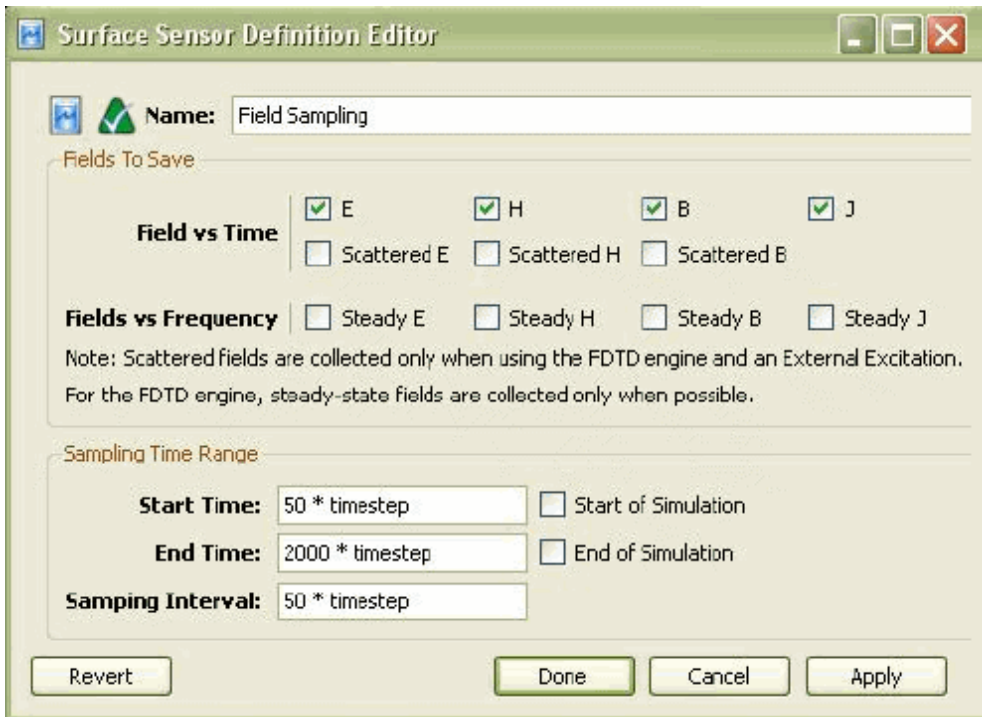 Surface Sensor Definition Editor
Name: Field Sampling
Fields To Save
Field vs Time E H B J
Scattered E Scattered H Scattered B
Fields vs Frequency Steady E Steady H Steady B Steady J
Note: Scattered fields are collected only when using the FDTD engine and an External Excitation.
For the FDTD engine, steady-state fields are collected only when possible.
Sampling Time Range
Start Time: 50 * timestep Start of Simulation
End Time: 2000 * timestep End of Simulation
Samping Interval: 50 * timestep
Revert Done Cancel Apply